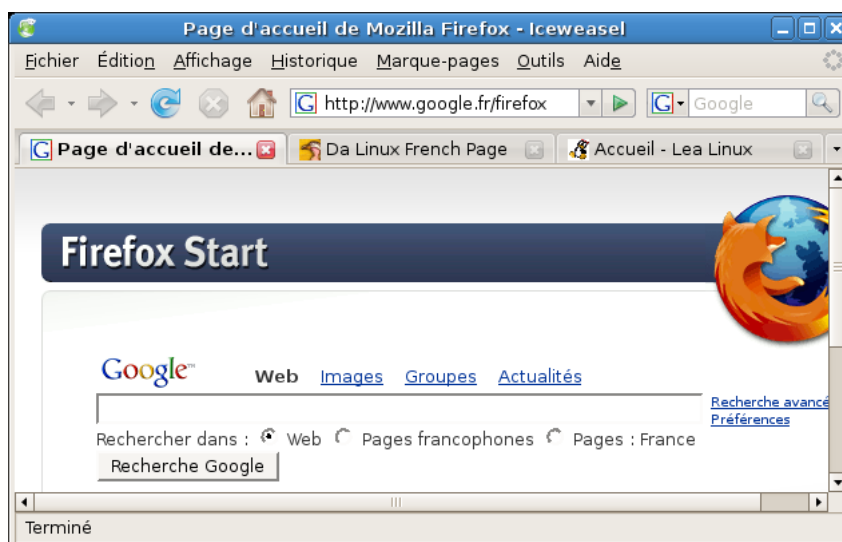 Page d'accueil de Mozilla Firefox - Iceweasel
Fichier Édition Affichage Historique Marque-pages Outils Aide
G http://www.google.fr/firefox G Google
G Page d'accueil de... Da Linux French Page Accueil - Lea Linux
Firefox Start
Google™ Web Images Groupes Actualités
Recherche avancé
Préférences
Rechercher dans : Web Pages francophones Pages : France
Recherche Google
Terminé